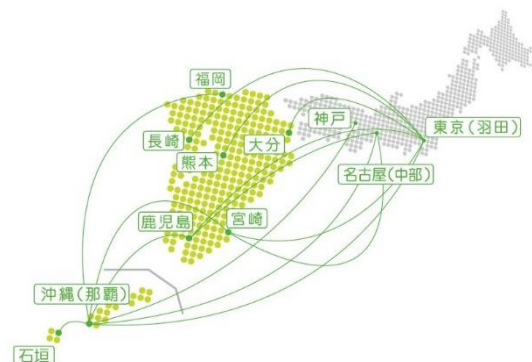 福岡
長崎
熊本
大分
神戸
東京(羽田)
名古屋(中部)
鹿児島
宮崎
沖縄(那覇)
石垣